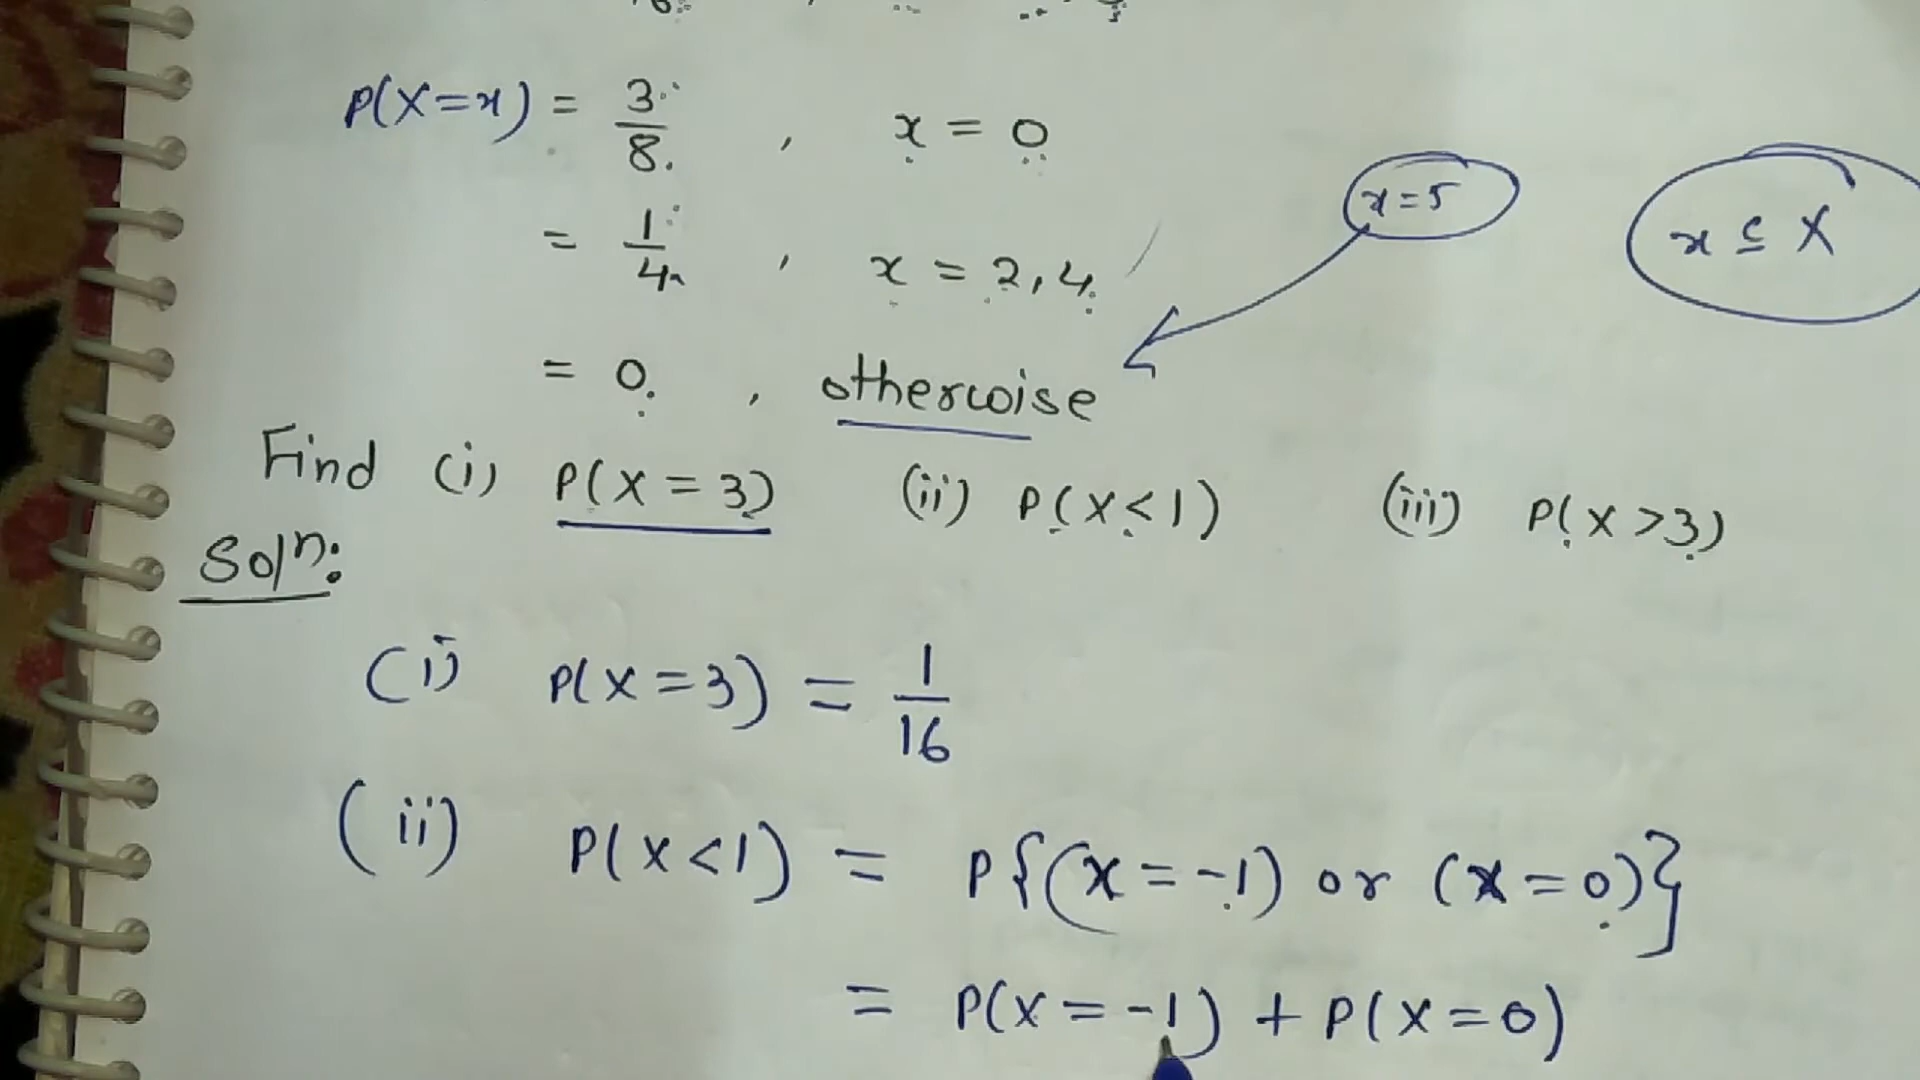 P(X=x) = 3/8 , x = 0
= 1/4 , x = 2,4
x=5
x ⊆ X
= 0 , otherwise
Find (i) P(X = 3) (ii) P(X<1) (iii) P(X>3)
Soln:
(i) P(X=3) = 1/16
(ii) P(X<1) = P{(X=-1) or (X=0)}
= P(X=-1) + P(X=0)